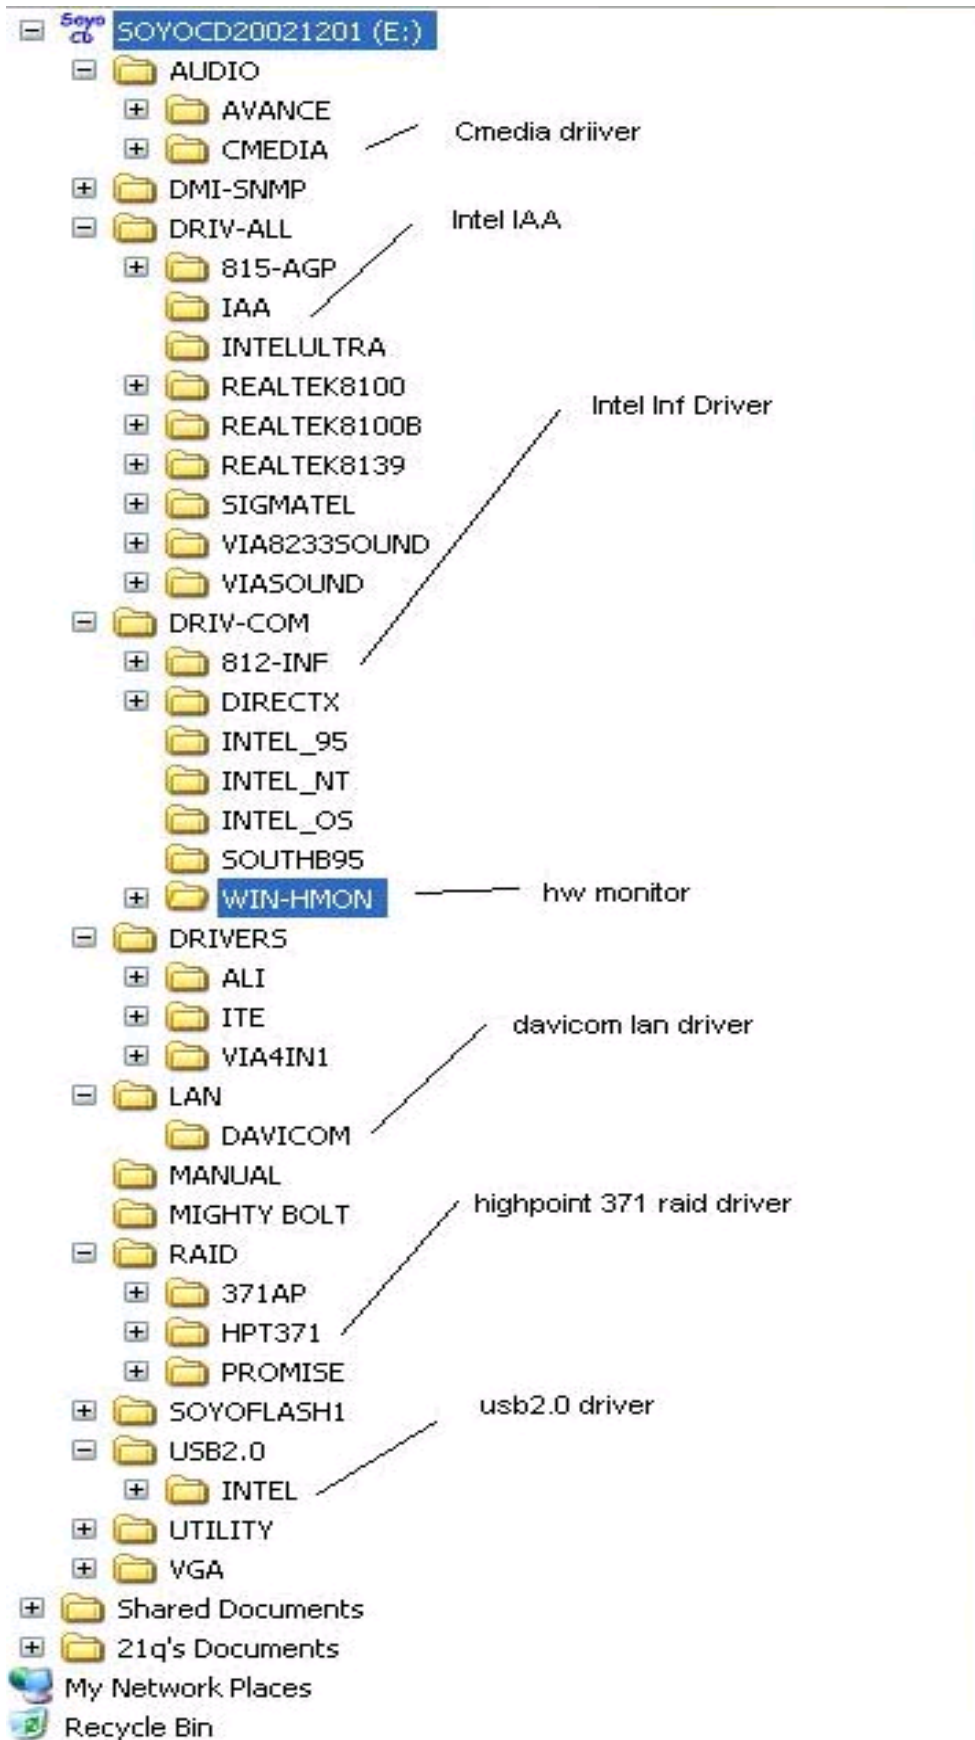 Soyo
Cb
SOYOCD20021201 (E:)
AUDIO
AVANCE
Cmedia driiver
CMEDIA
DMI-SNMP
Intel IAA
DRIV-ALL
815-AGP
IAA
INTELULTRA
REALTEK8100
Intel Inf Driver
REALTEK8100B
REALTEK8139
SIGMATEL
VIA8233SOUND
VIASOUND
DRIV-COM
812-INF
DIRECTX
INTEL_95
INTEL_NT
INTEL_OS
SOUTHB95
WIN-HMON
hw monitor
DRIVERS
ALI
ITE
davicom lan driver
VIA4IN1
LAN
DAVICOM
MANUAL
MIGHTY BOLT
highpoint 371 raid driver
RAID
371AP
HPT371
PROMISE
SOYOFLASH1
usb2.0 driver
USB2.0
INTEL
UTILITY
VGA
Shared Documents
21q's Documents
My Network Places
Recycle Bin